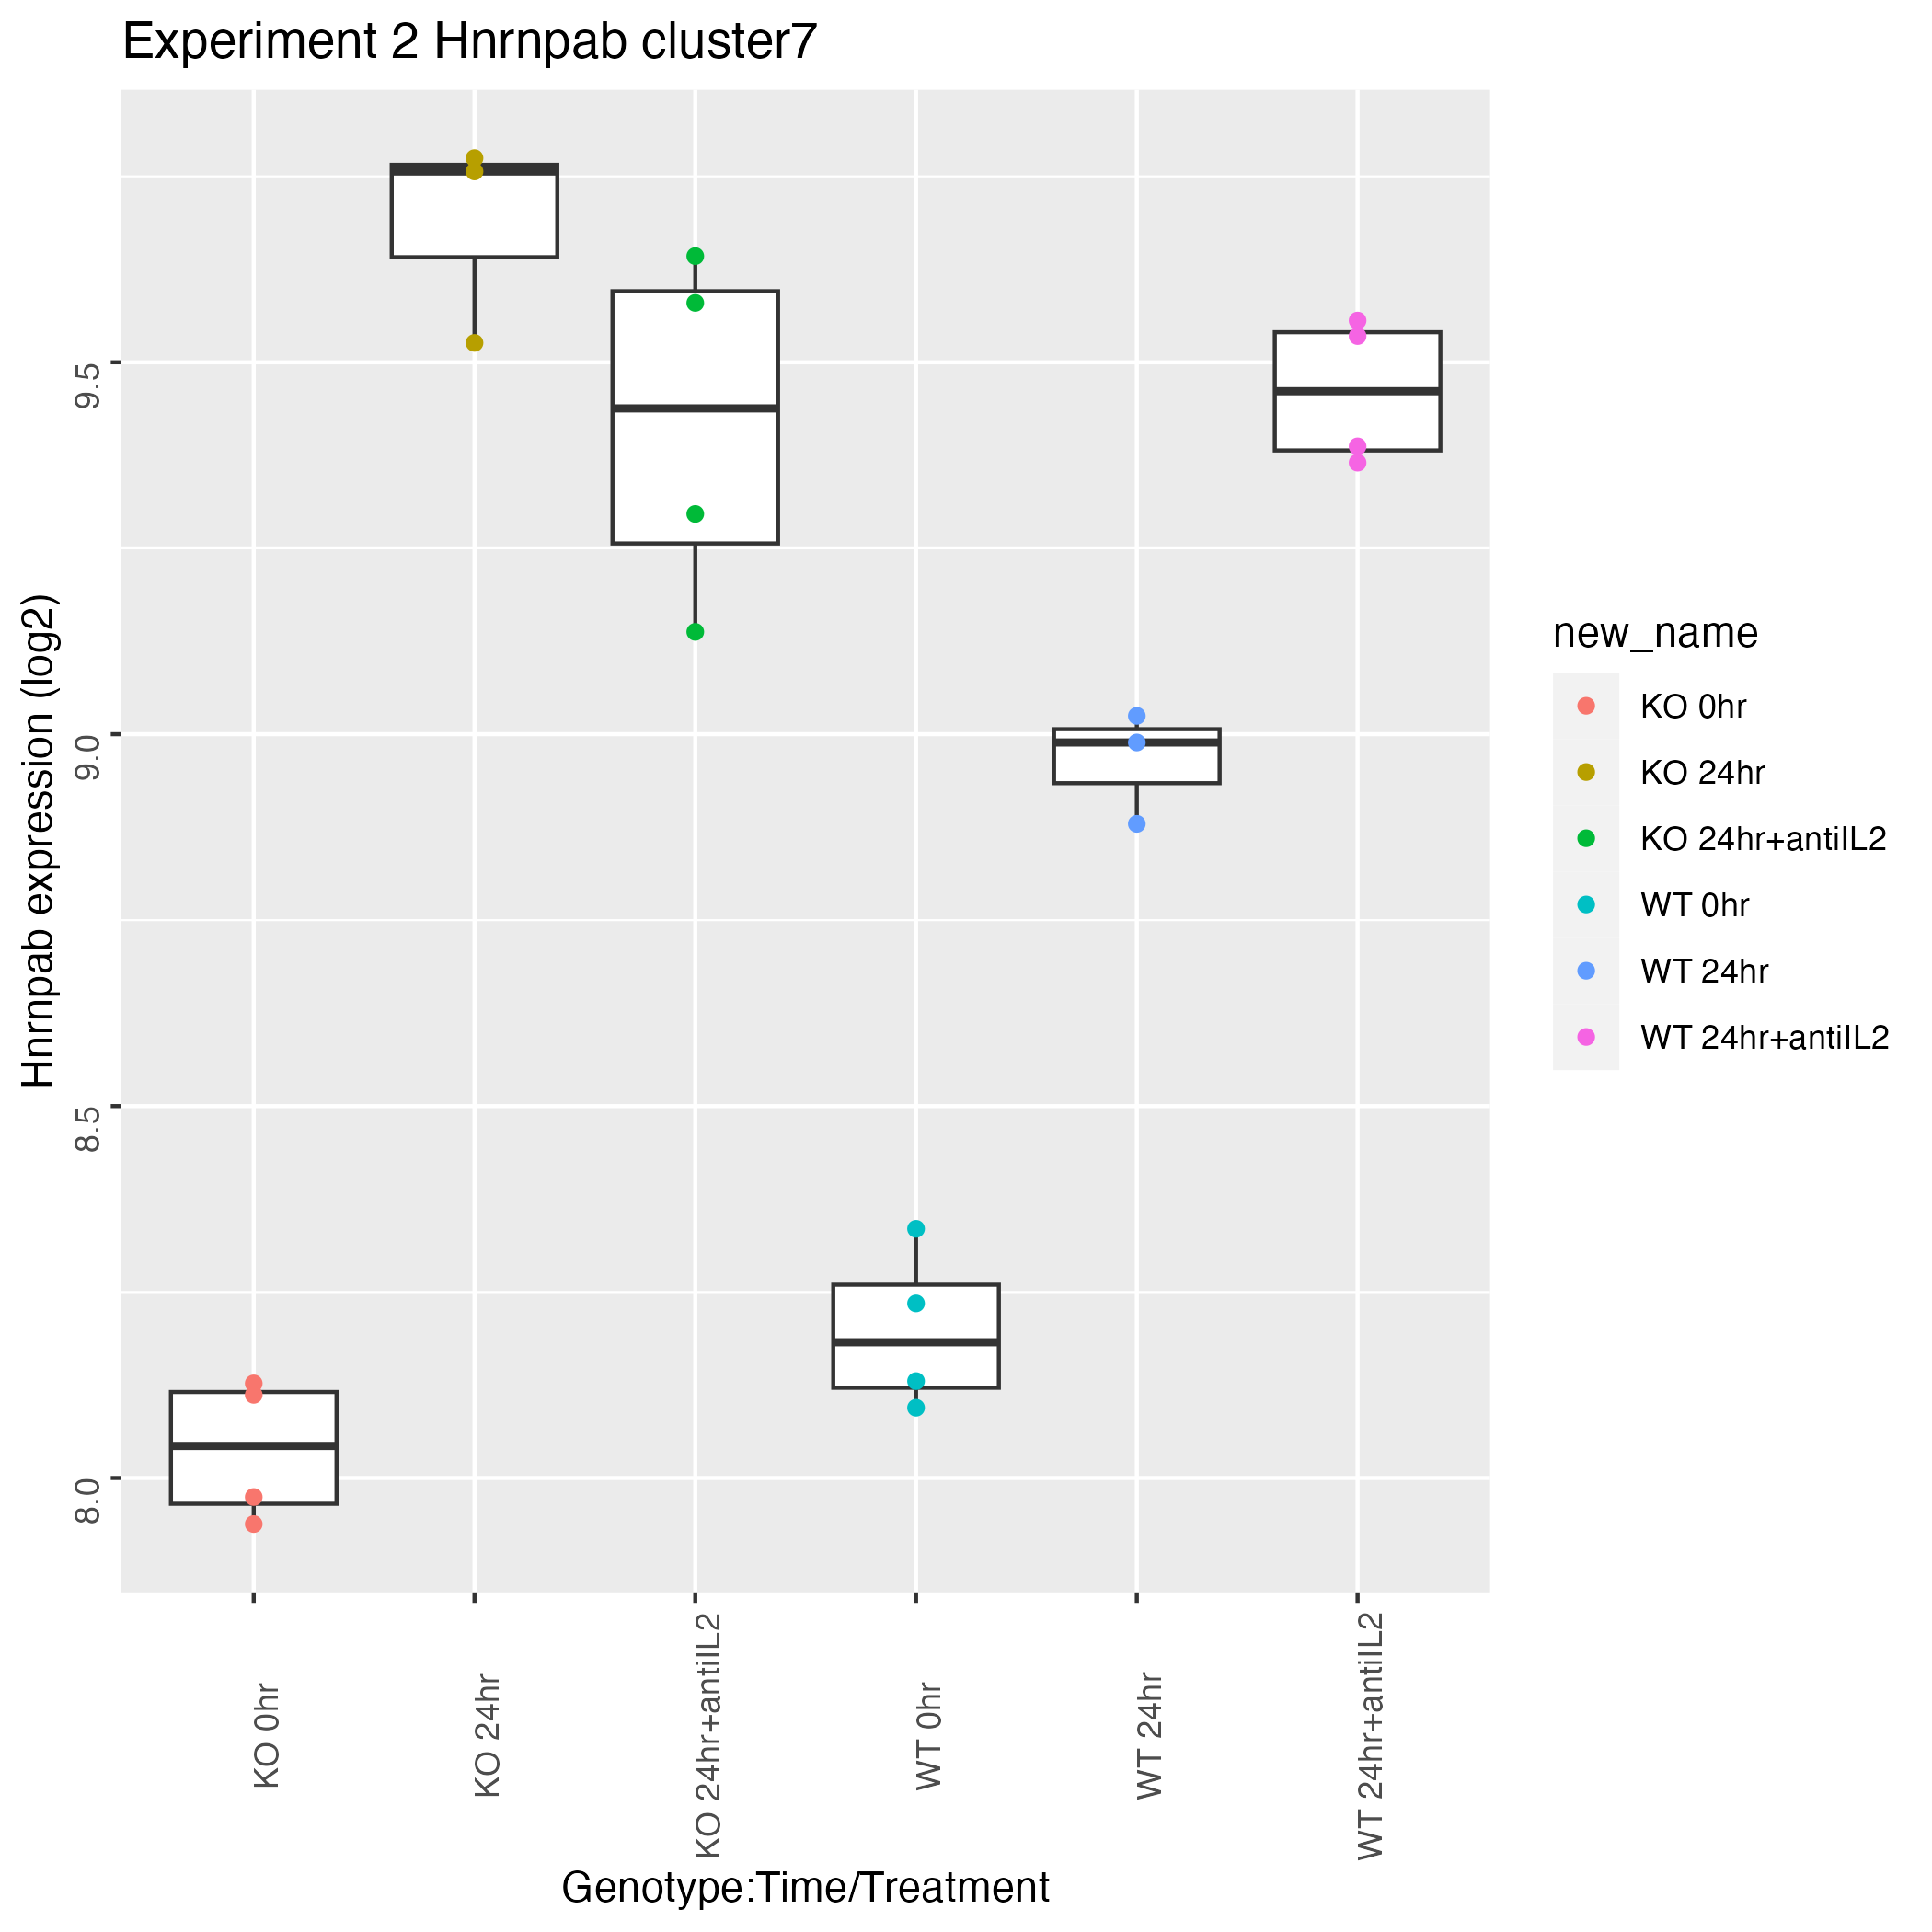 Experiment 2 Hnrnpab cluster7
Hnrnpab expression (log2)
9.5
9.0
8.5
8.0
KO 0hr
KO 24hr
KO 24hr+antiIL2
WT 0hr
WT 24hr
WT 24hr+antiIL2
Genotype:Time/Treatment
new_name
KO 0hr
KO 24hr
KO 24hr+antiIL2
WT 0hr
WT 24hr
WT 24hr+antiIL2